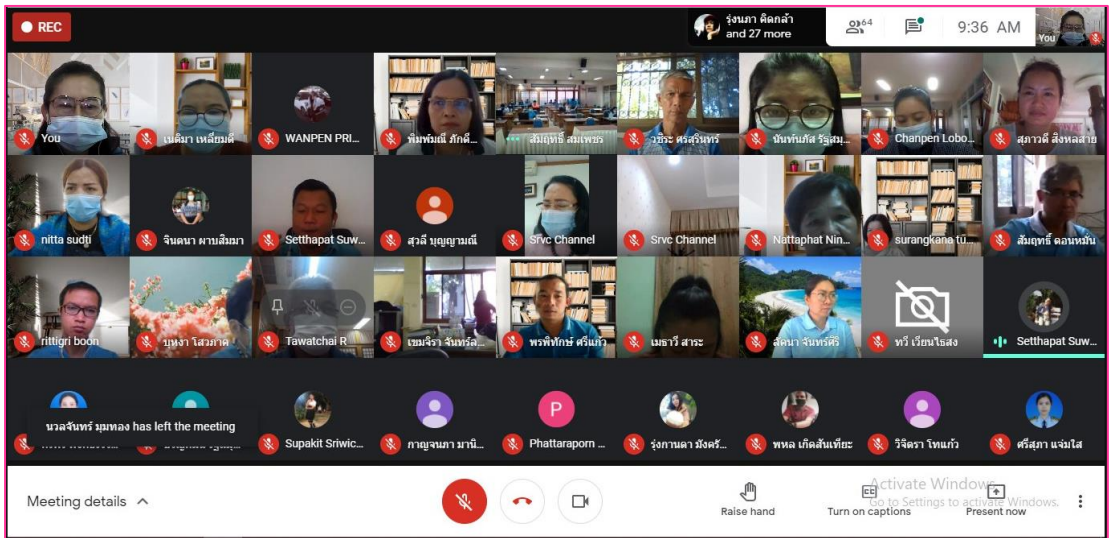 REC
รุ่งนภา คิดกล้า
and 27 more
64
9:36 AM
You
You
เนติมา เหลี่ยมดี
WANPEN PRI...
พิมพ์มณี ภักดี...
สัมฤทธิ์ สมเพชร
วชิระ ศรสุรินทร์
นันท์นภัส รัฐสม...
Chanpen Lobo...
สุภาวดี สิงหลสาย
nitta sudti
จินตนา ผาบสิมมา
Setthapat Suw...
สุวลี บุญญามณี
Srvc Channel
Srvc Channel
Nattaphat Nin...
surangkana tu...
สัมฤทธิ์ ดอนหมั่น
rittigri boon
บุหงา โสวภาค
Tawatchai R
เขมจิรา จันทร์ล...
พรพิทักษ์ ศรีแก้ว
เมธาวี สาระ
ลัดนา จันทร์ศิริ
ทวี เวียนไธสง
Setthapat Suw...
นวลจันทร์ มุมทอง has left the meeting
Supakit Sriwic...
กาญจนภา มานิ...
P
Phattaraporn ...
รุ่งกานดา มังคร์...
พหล เกิดสันเทียะ
วิจิตรา โทแก้ว
ศรีสุภา แจ่มใส
Meeting details
Raise hand
Turn on captions
Present now
Activate Windows
Go to Settings to activate Windows.